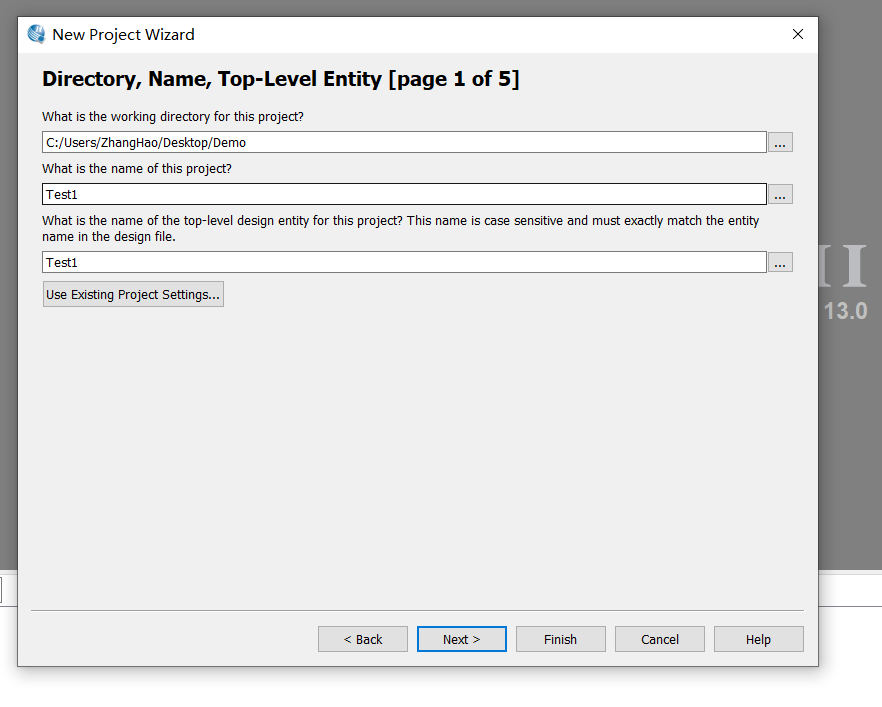 New Project Wizard
Directory, Name, Top-Level Entity [page 1 of 5]
What is the working directory for this project?
C:/Users/ZhangHao/Desktop/Demo
...
What is the name of this project?
Test1
...
What is the name of the top-level design entity for this project? This name is case sensitive and must exactly match the entity
name in the design file.
Test1
...
Use Existing Project Settings...
II
13.0
< Back
Next >
Finish
Cancel
Help